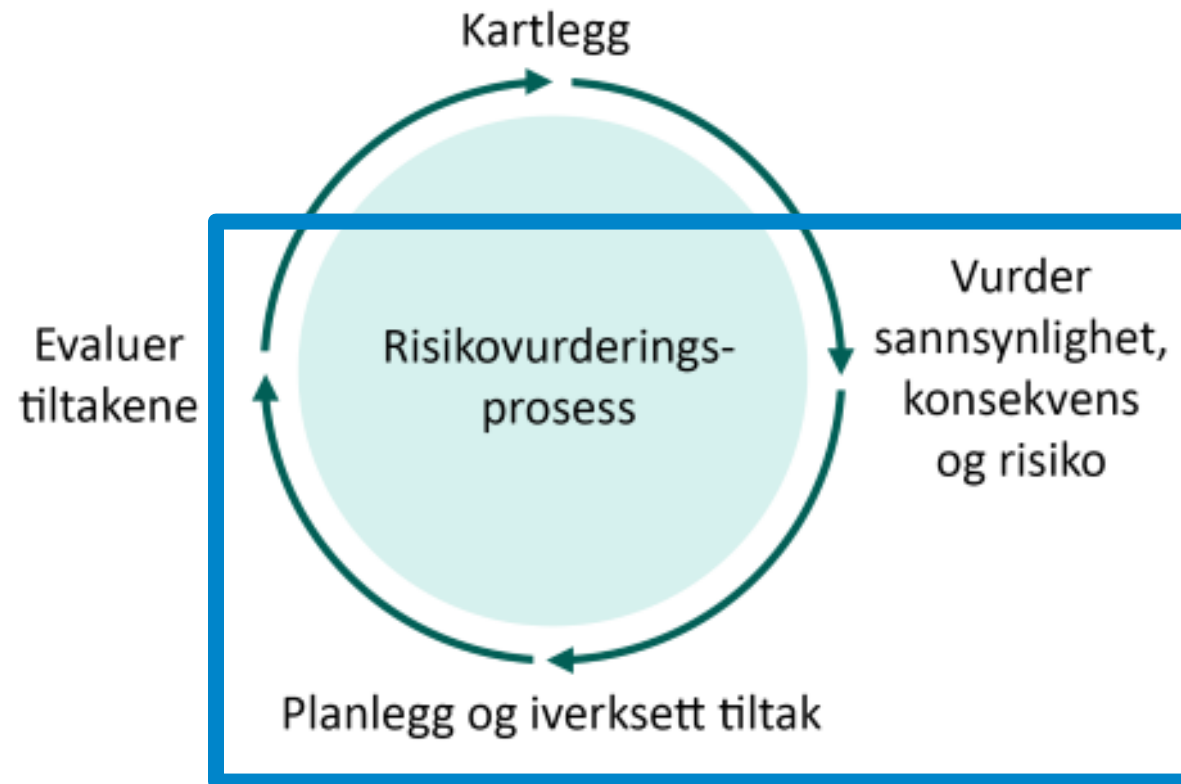 Kartlegg
Vurder
sannsynlighet,
konsekvens
og risiko
Risikovurderings-
prosess
Evaluer
tiltakene
Planlegg og iverksett tiltak